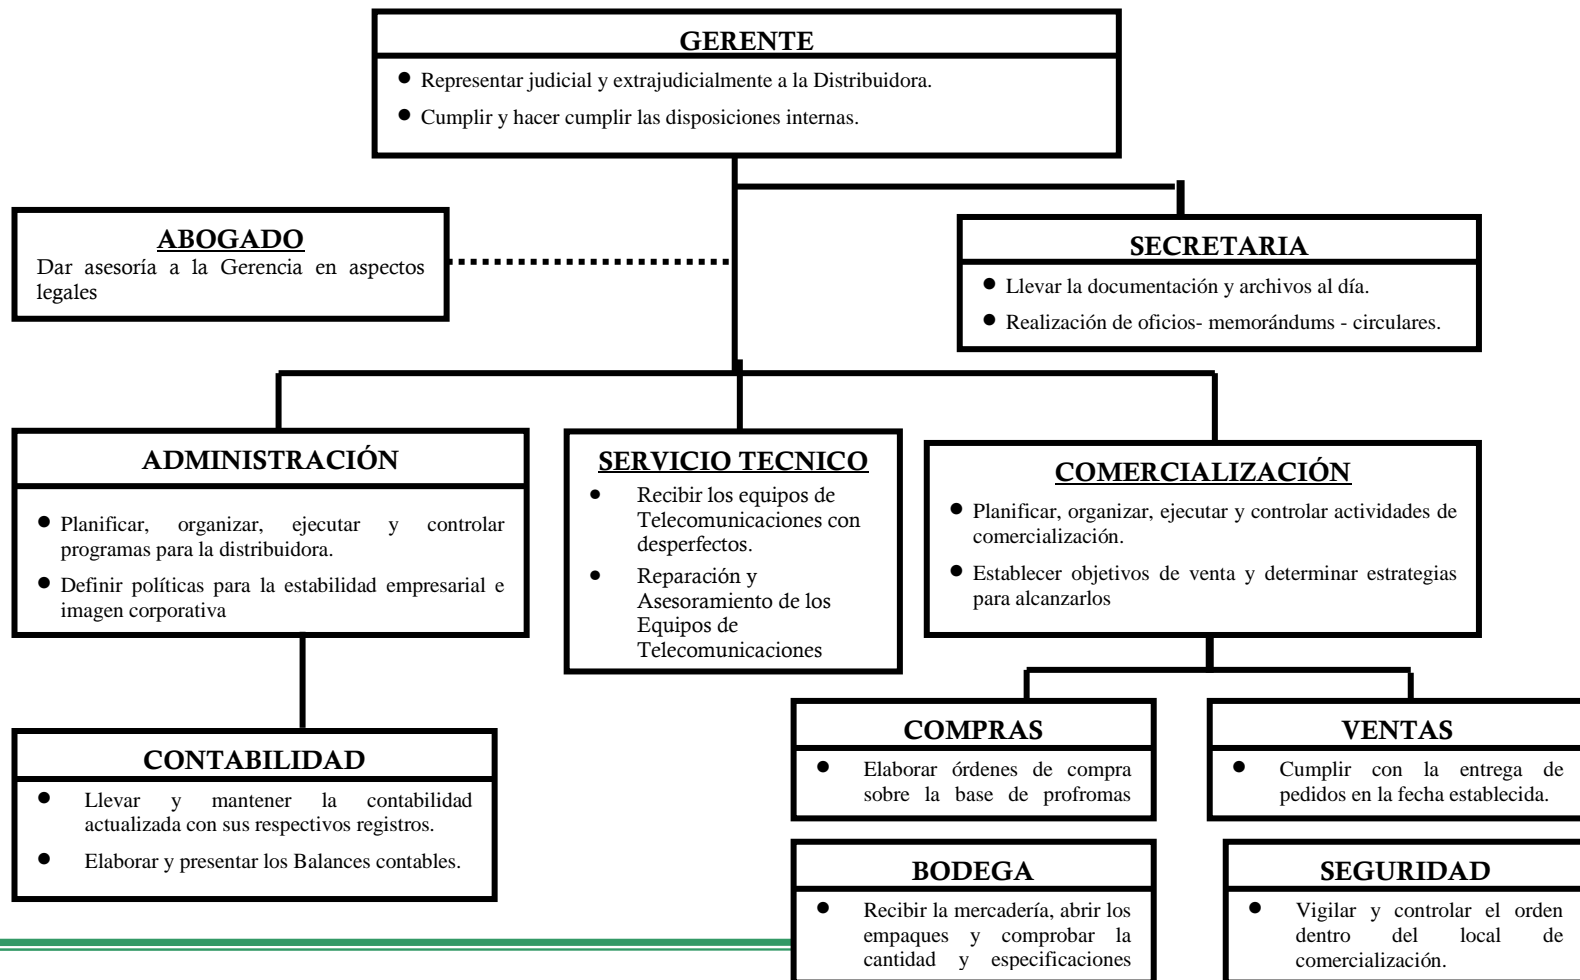 GERENTE
● Representar judicial y extrajudicialmente a la Distribuidora.
● Cumplir y hacer cumplir las disposiciones internas.
ABOGADO
Dar asesoría a la Gerencia en aspectos
legales
SECRETARIA
● Llevar la documentación y archivos al día.
● Realización de oficios- memorándums - circulares.
ADMINISTRACIÓN
● Planificar, organizar, ejecutar y controlar
programas para la distribuidora.
● Definir políticas para la estabilidad empresarial e
imagen corporativa
SERVICIO TECNICO
● Recibir los equipos de
Telecomunicaciones con
desperfectos.
● Reparación y
Asesoramiento de los
Equipos de
Telecomunicaciones
COMERCIALIZACIÓN
● Planificar, organizar, ejecutar y controlar actividades de
comercialización.
● Establecer objetivos de venta y determinar estrategias
para alcanzarlos
CONTABILIDAD
● Llevar y mantener la contabilidad
actualizada con sus respectivos registros.
● Elaborar y presentar los Balances contables.
COMPRAS
● Elaborar órdenes de compra
sobre la base de profromas
VENTAS
● Cumplir con la entrega de
pedidos en la fecha establecida.
BODEGA
● Recibir la mercadería, abrir los
empaques y comprobar la
cantidad y especificaciones
SEGURIDAD
● Vigilar y controlar el orden
dentro del local de
comercialización.